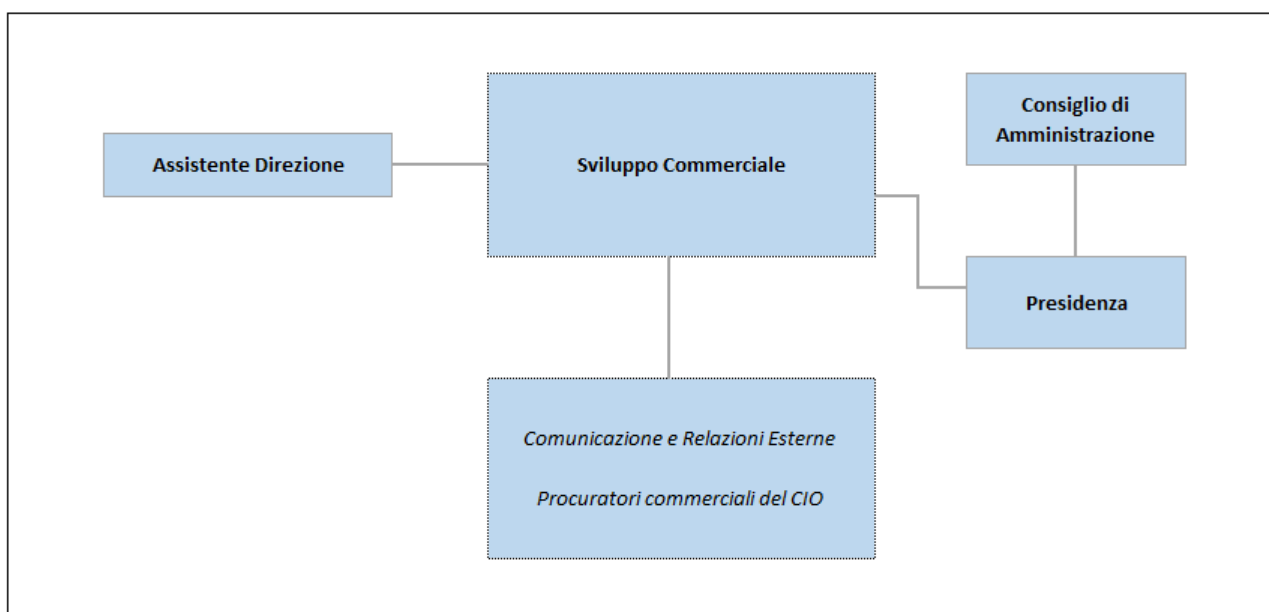 Consiglio di
Amministrazione
Assistente Direzione
Sviluppo Commerciale
Presidenza
Comunicazione e Relazioni Esterne
Procuratori commerciali del CIO